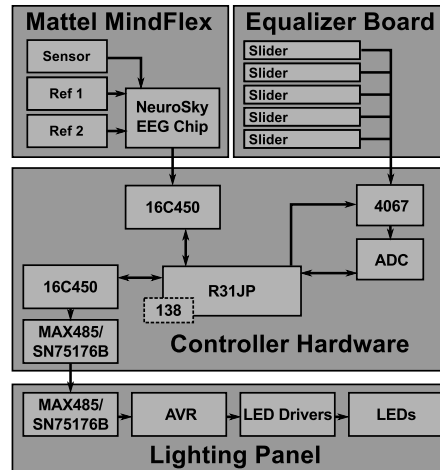 Mattel MindFlex
Sensor
Ref 1
Ref 2
NeuroSky
EEG Chip
Equalizer Board
Slider
Slider
Slider
Slider
Slider
16C450
4067
ADC
R31JP
138
16C450
MAX485/
SN75176B
Controller Hardware
MAX485/
SN75176B
AVR
LED Drivers
LEDs
Lighting Panel